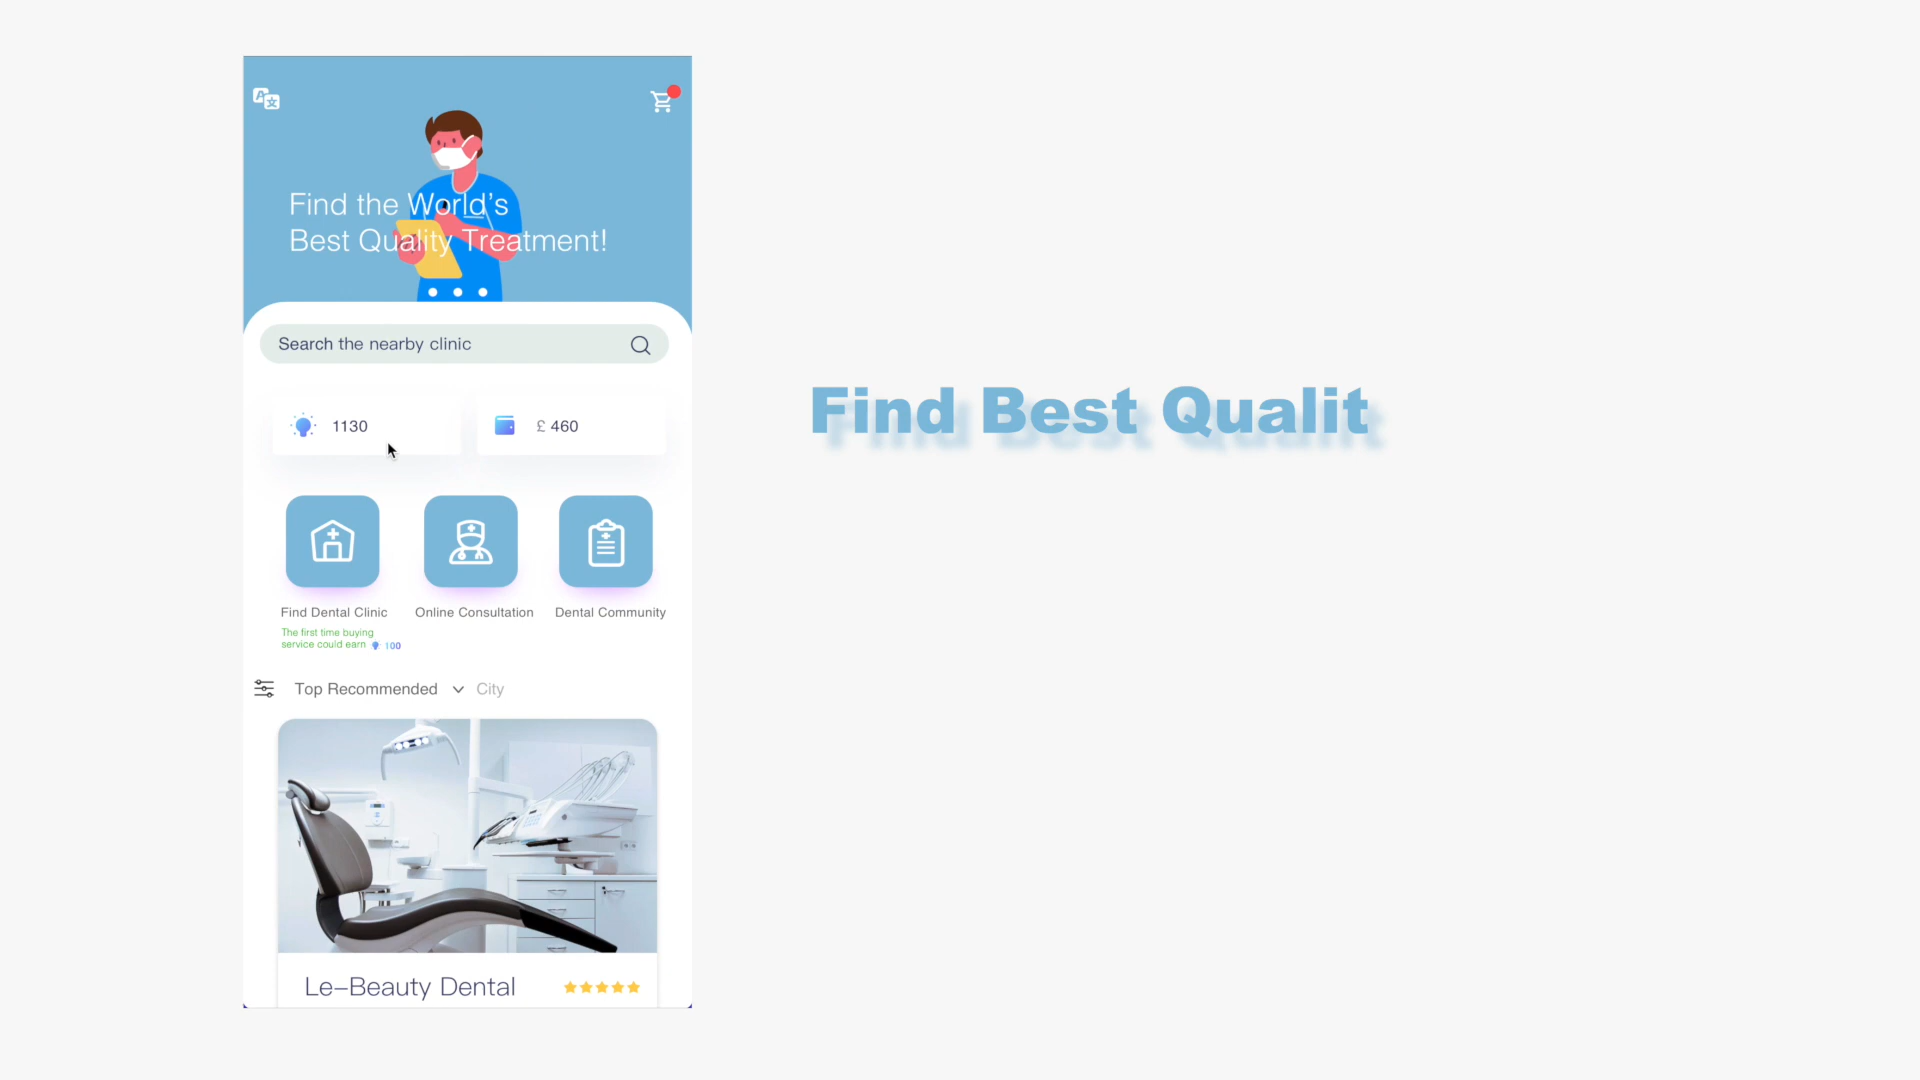 Find the World's
Best Quality Treatment!
Search the nearby clinic
1130
£ 460
Find Best Qualit
Find Dental Clinic
Online Consultation
Dental Community
The first time buying
service could earn 100
Top Recommended
City
Le-Beauty Dental